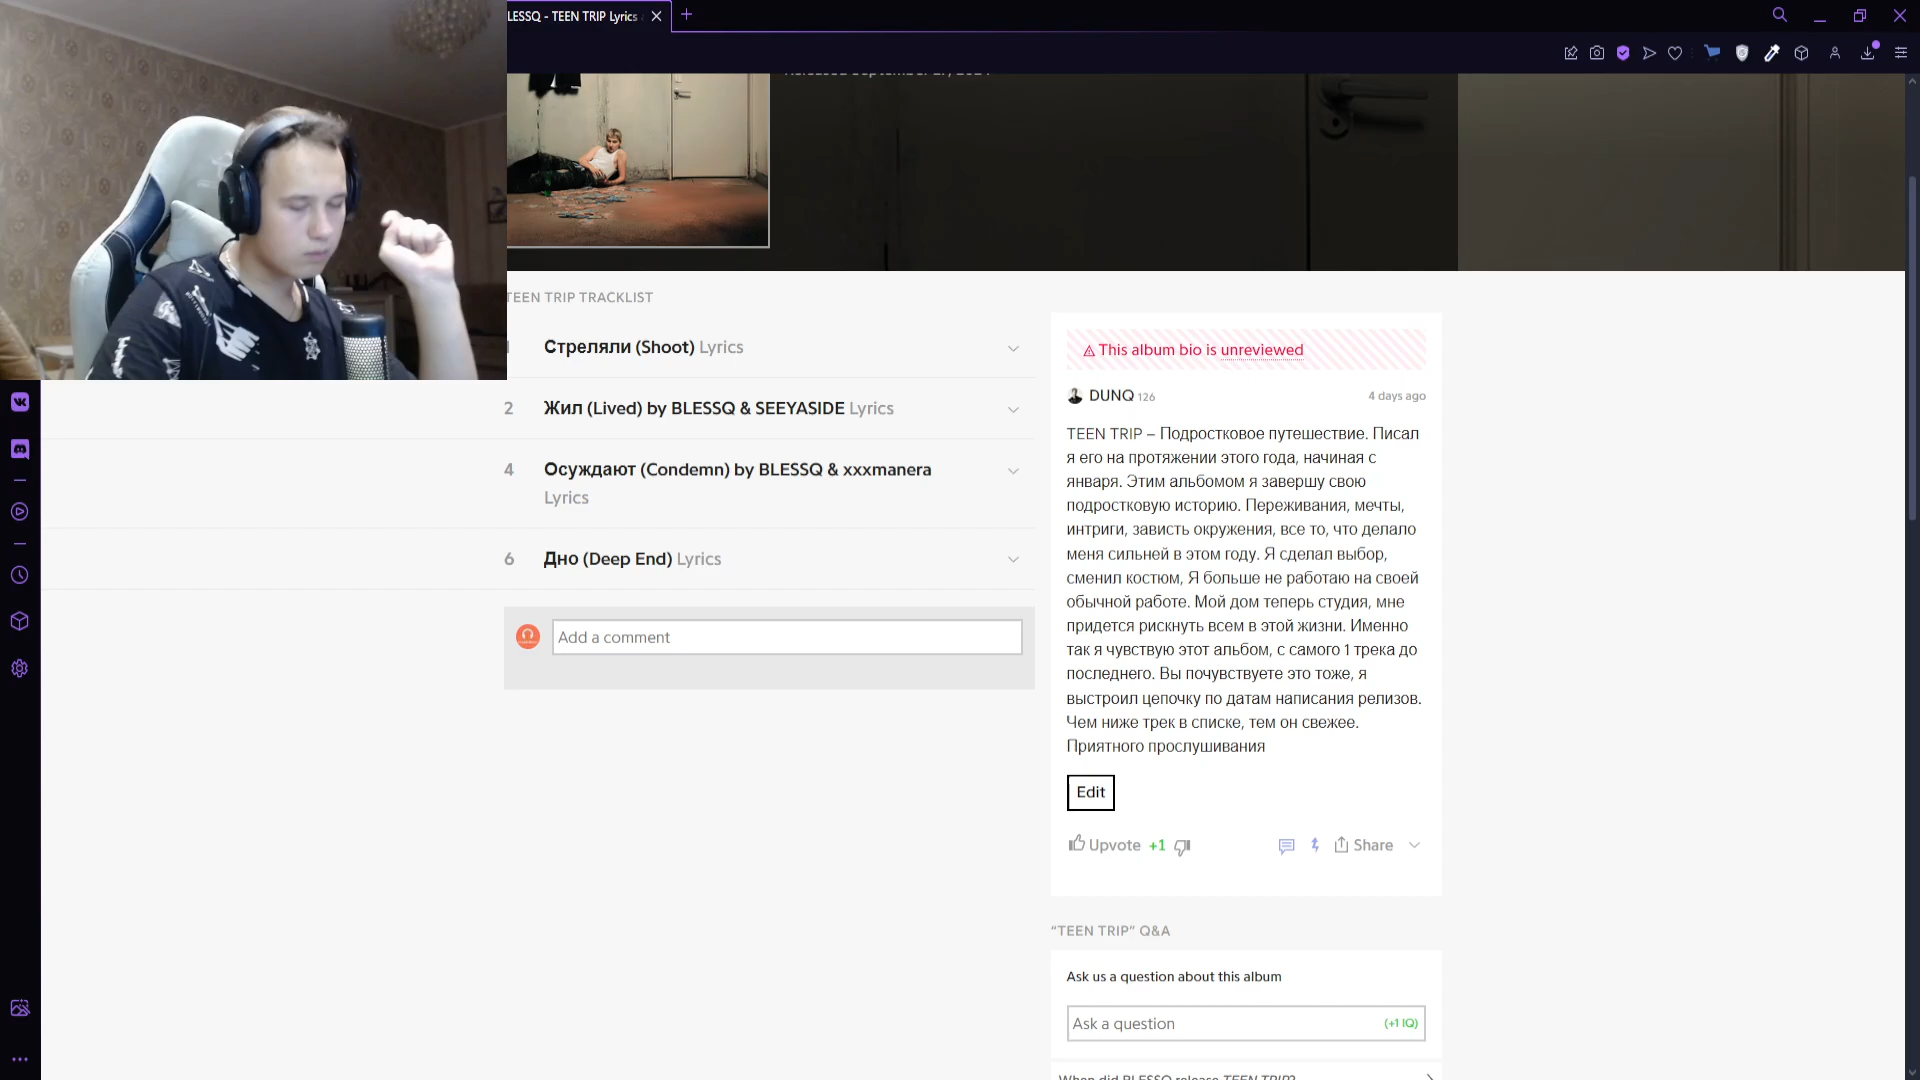 LESSQ - TEEN TRIP Lyrics
TEEN TRIP TRACKLIST
Стреляли (Shoot) Lyrics
2 Жил (Lived) by BLESSQ & SEEYASIDE Lyrics
4 Осуждают (Condemn) by BLESSQ & xxxmanera
Lyrics
6 Дно (Deep End) Lyrics
Add a comment
This album bio is unreviewed
DUNQ 126 4 days ago
TEEN TRIP – Подростковое путешествие. Писал
я его на протяжении этого года, начиная с
января. Этим альбомом я завершу свою
подростковую историю. Переживания, мечты,
интриги, зависть окружения, все то, что делало
меня сильней в этом году. Я сделал выбор,
сменил костюм, Я больше не работаю на своей
обычной работе. Мой дом теперь студия, мне
придется рискнуть всем в этой жизни. Именно
так я чувствую этот альбом, с самого 1 трека до
последнего. Вы почувствуете это тоже, я
выстроил цепочку по датам написания релизов.
Чем ниже трек в списке, тем он свежее.
Приятного прослушивания
Edit
Upvote +1 Share
“TEEN TRIP” Q&A
Ask us a question about this album
Ask a question (+1 IQ)
When did BLESSQ release TEEN TRIP?